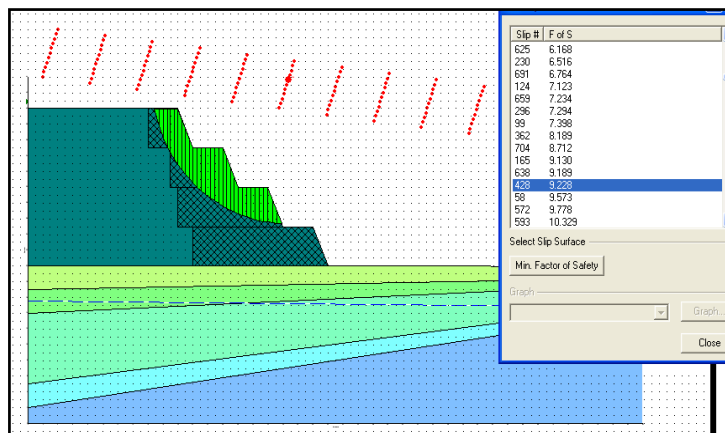 Slip # F of S
625 6.168
230 6.516
691 6.764
124 7.123
659 7.234
296 7.294
99 7.398
362 8.189
704 8.712
165 9.130
638 9.189
428 9.228
58 9.573
572 9.778
593 10.329
Select Slip Surface
Min. Factor of Safety
Graph
Graph...
Close